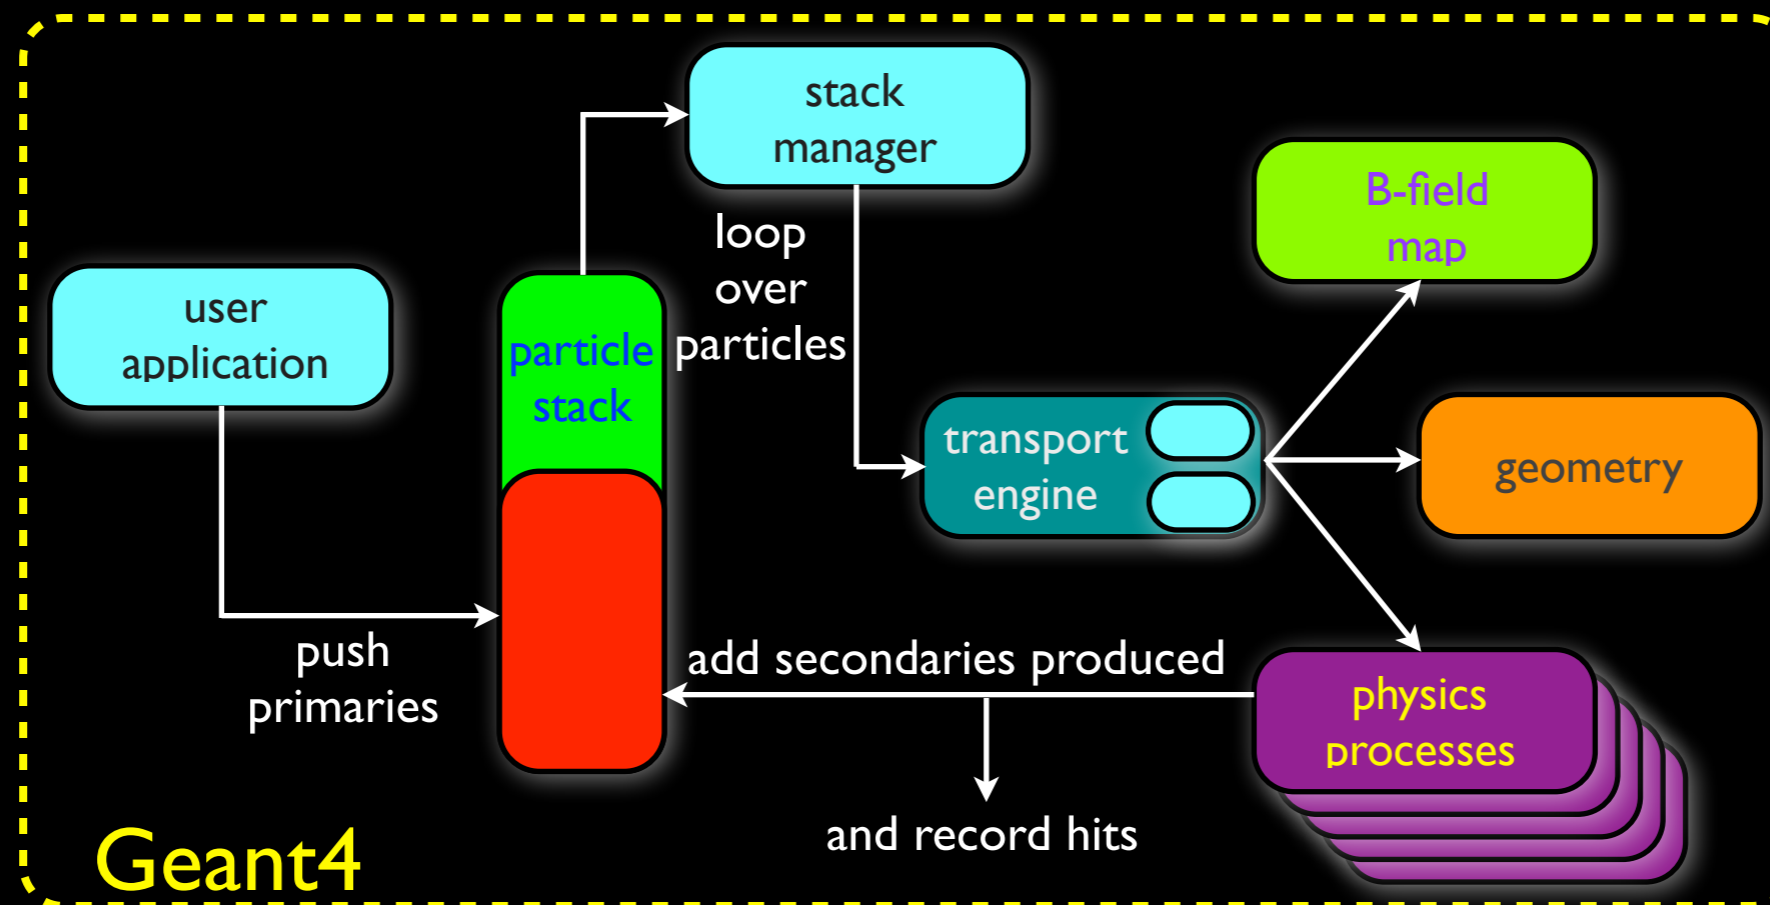 stack
manager
B-field
map
loop
over
particles
user
application
particle
stack
transport
engine
geometry
push
primaries
add secondaries produced
physics
processes
and record hits
Geant4